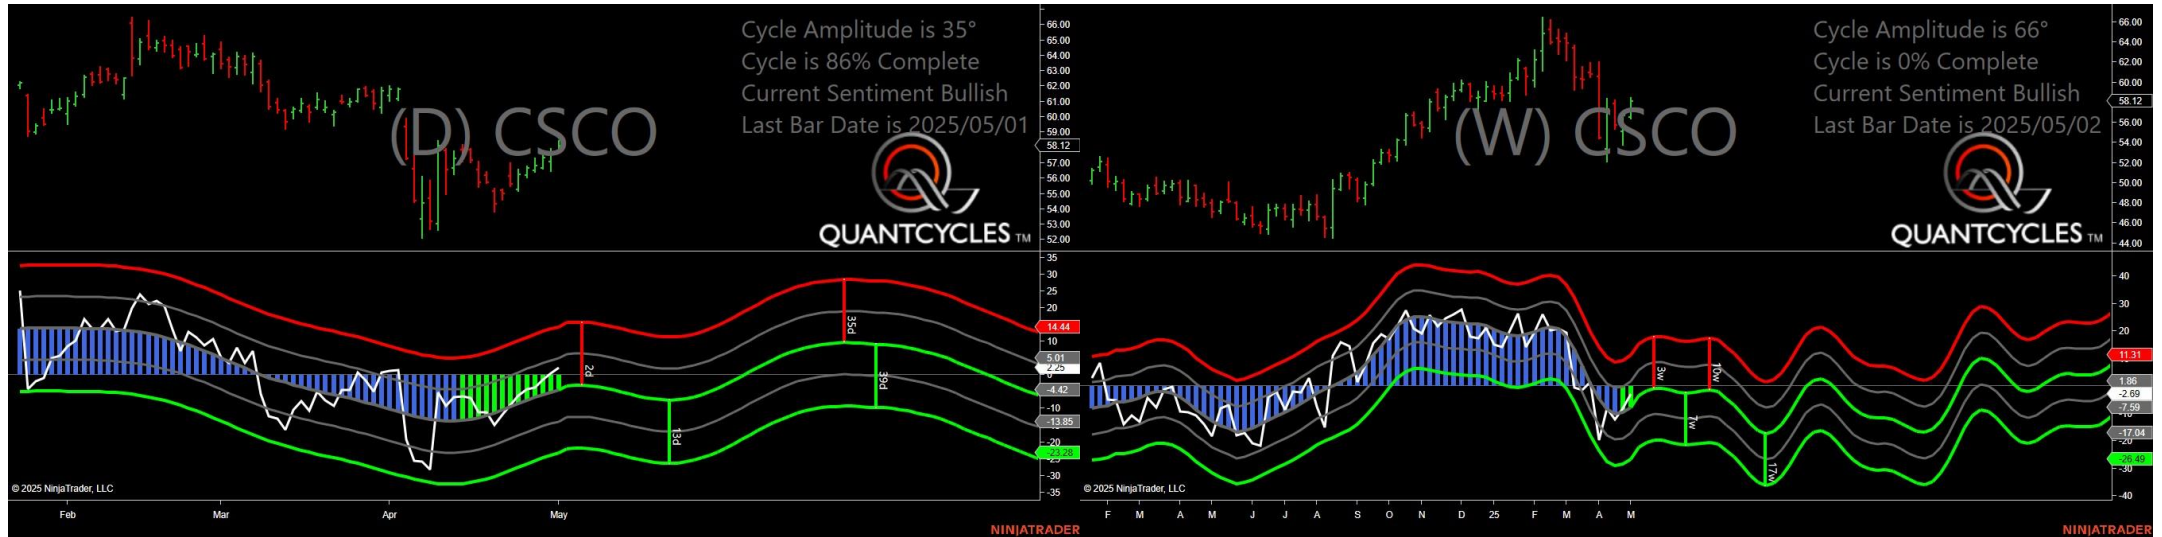 Cycle Amplitude is 35°
Cycle is 86% Complete
Current Sentiment Bullish
Last Bar Date is 2025/05/01
(D) CSCO
QUANTCYCLES TM
66.00
65.00
64.00
63.00
62.00
61.00
60.00
59.00
58.12
57.00
56.00
55.00
54.00
53.00
52.00
35
30
25
20
14.44
10
5.01
2.25
-4.42
-10
-13.85
-20
-23.28
-30
-35
2d
13d
35d
39d
© 2025 NinjaTrader, LLC
Feb Mar Apr May
NINJATRADER
Cycle Amplitude is 66°
Cycle is 0% Complete
Current Sentiment Bullish
Last Bar Date is 2025/05/02
(W) CSCO
QUANTCYCLES TM
66.00
64.00
62.00
60.00
58.12
56.00
54.00
52.00
50.00
48.00
46.00
44.00
40
30
20
11.31
1.86
-2.69
-7.59
-17.04
-20
-26.49
-30
-40
3w
7w
10w
17w
© 2025 NinjaTrader, LLC
F M A M J J A S O N D 25 F M A M
NINJATRADER